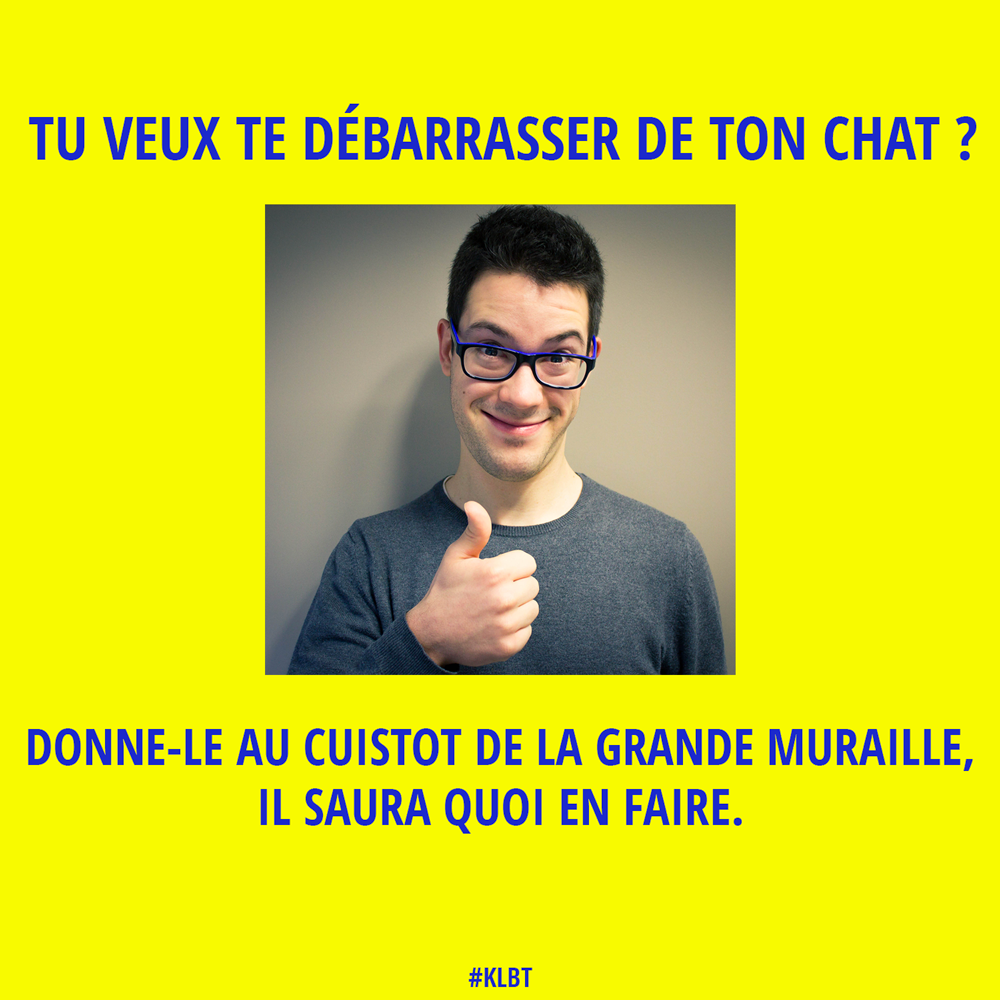 TU VEUX TE DÉBARRASSER DE TON CHAT ?
DONNE-LE AU CUISTOT DE LA GRANDE MURAILLE,
IL SAURA QUOI EN FAIRE.
#KLBT